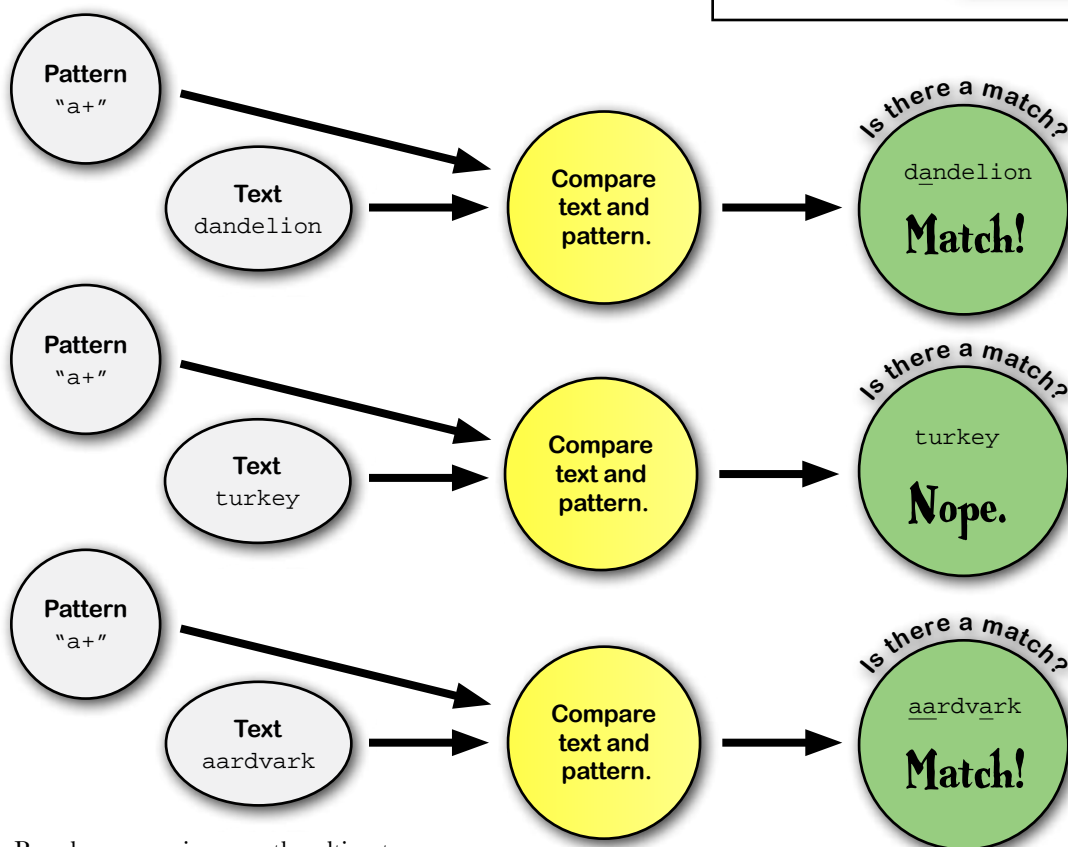 Pattern
"a+"
Text
dandelion
Compare
text and
pattern.
Is there a match?
dandelion
Match!
Pattern
"a+"
Text
turkey
Compare
text and
pattern.
Is there a match?
turkey
Nope.
Pattern
"a+"
Text
aardvark
Compare
text and
pattern.
Is there a match?
aardvark
Match!